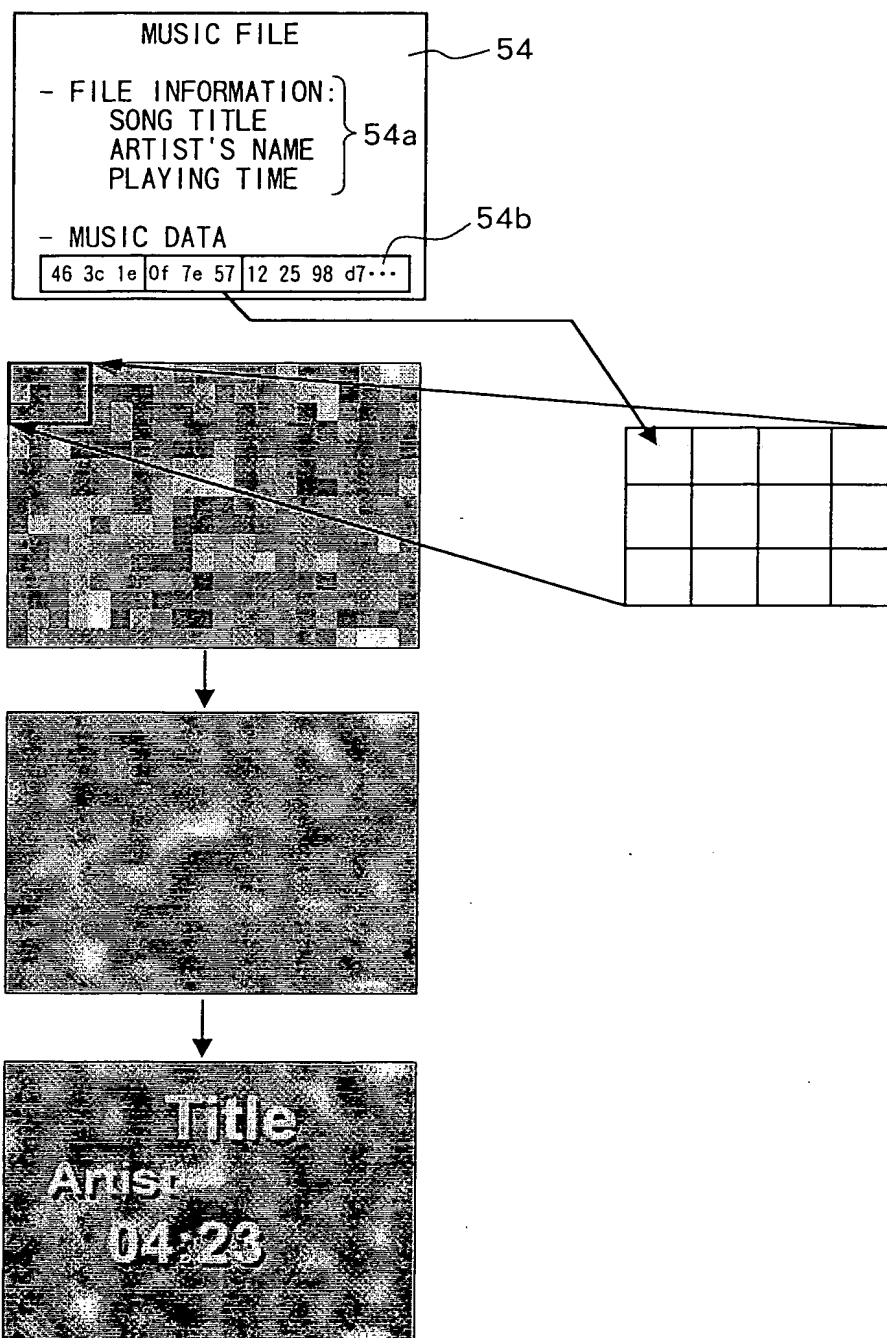 MUSIC FILE
54
- FILE INFORMATION:
SONG TITLE
ARTIST'S NAME
PLAYING TIME
54a
54b
- MUSIC DATA
46 3c 1e 0f 7e 57 12 25 98 d7···
Title
Artist
04:23